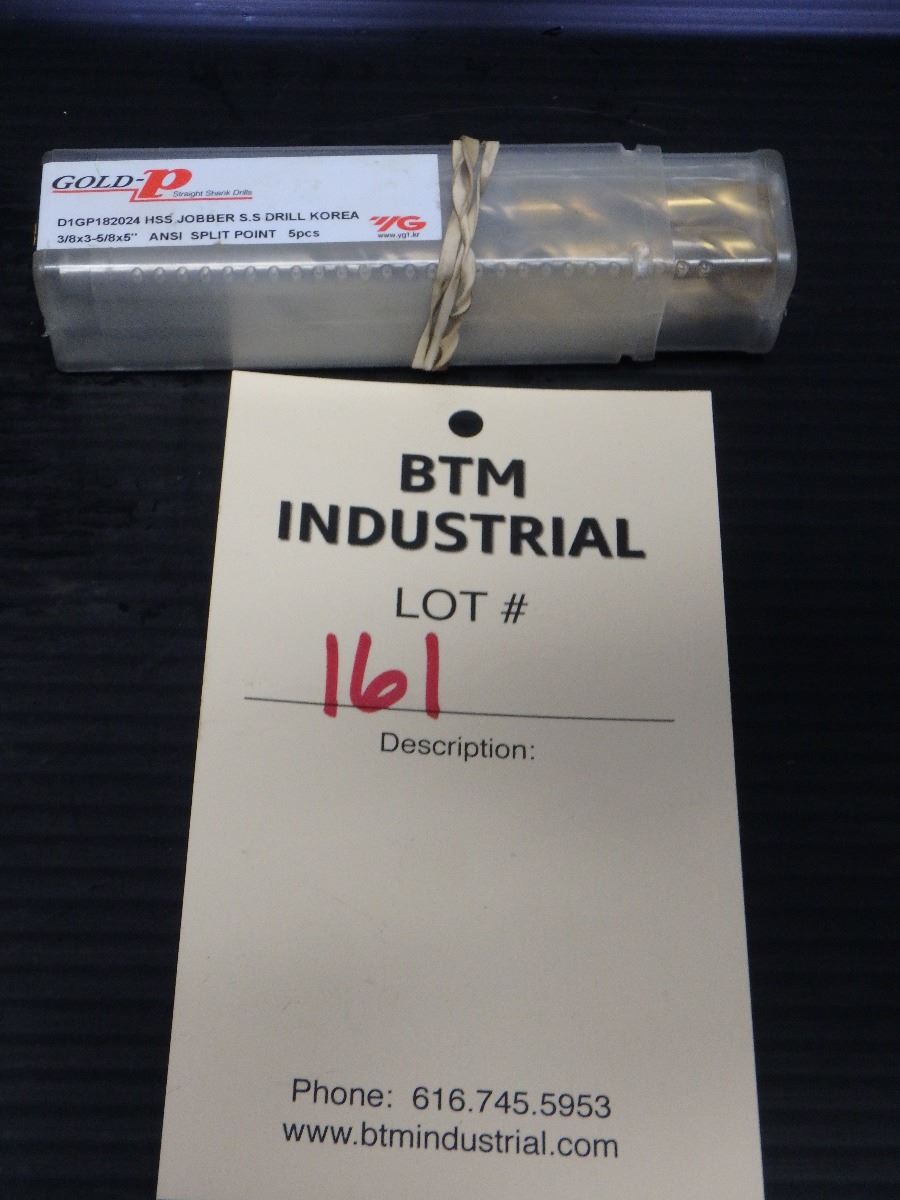 GOLD-P
Straight Shank Drills
D1GP182024 HSS JOBBER S.S DRILL KOREA
3/8x3-5/8x5" ANSI SPLIT POINT 5pcs
YG
www.yg1.kr
BTM
INDUSTRIAL
LOT #
161
Description:
Phone: 616.745.5953
www.btmindustrial.com